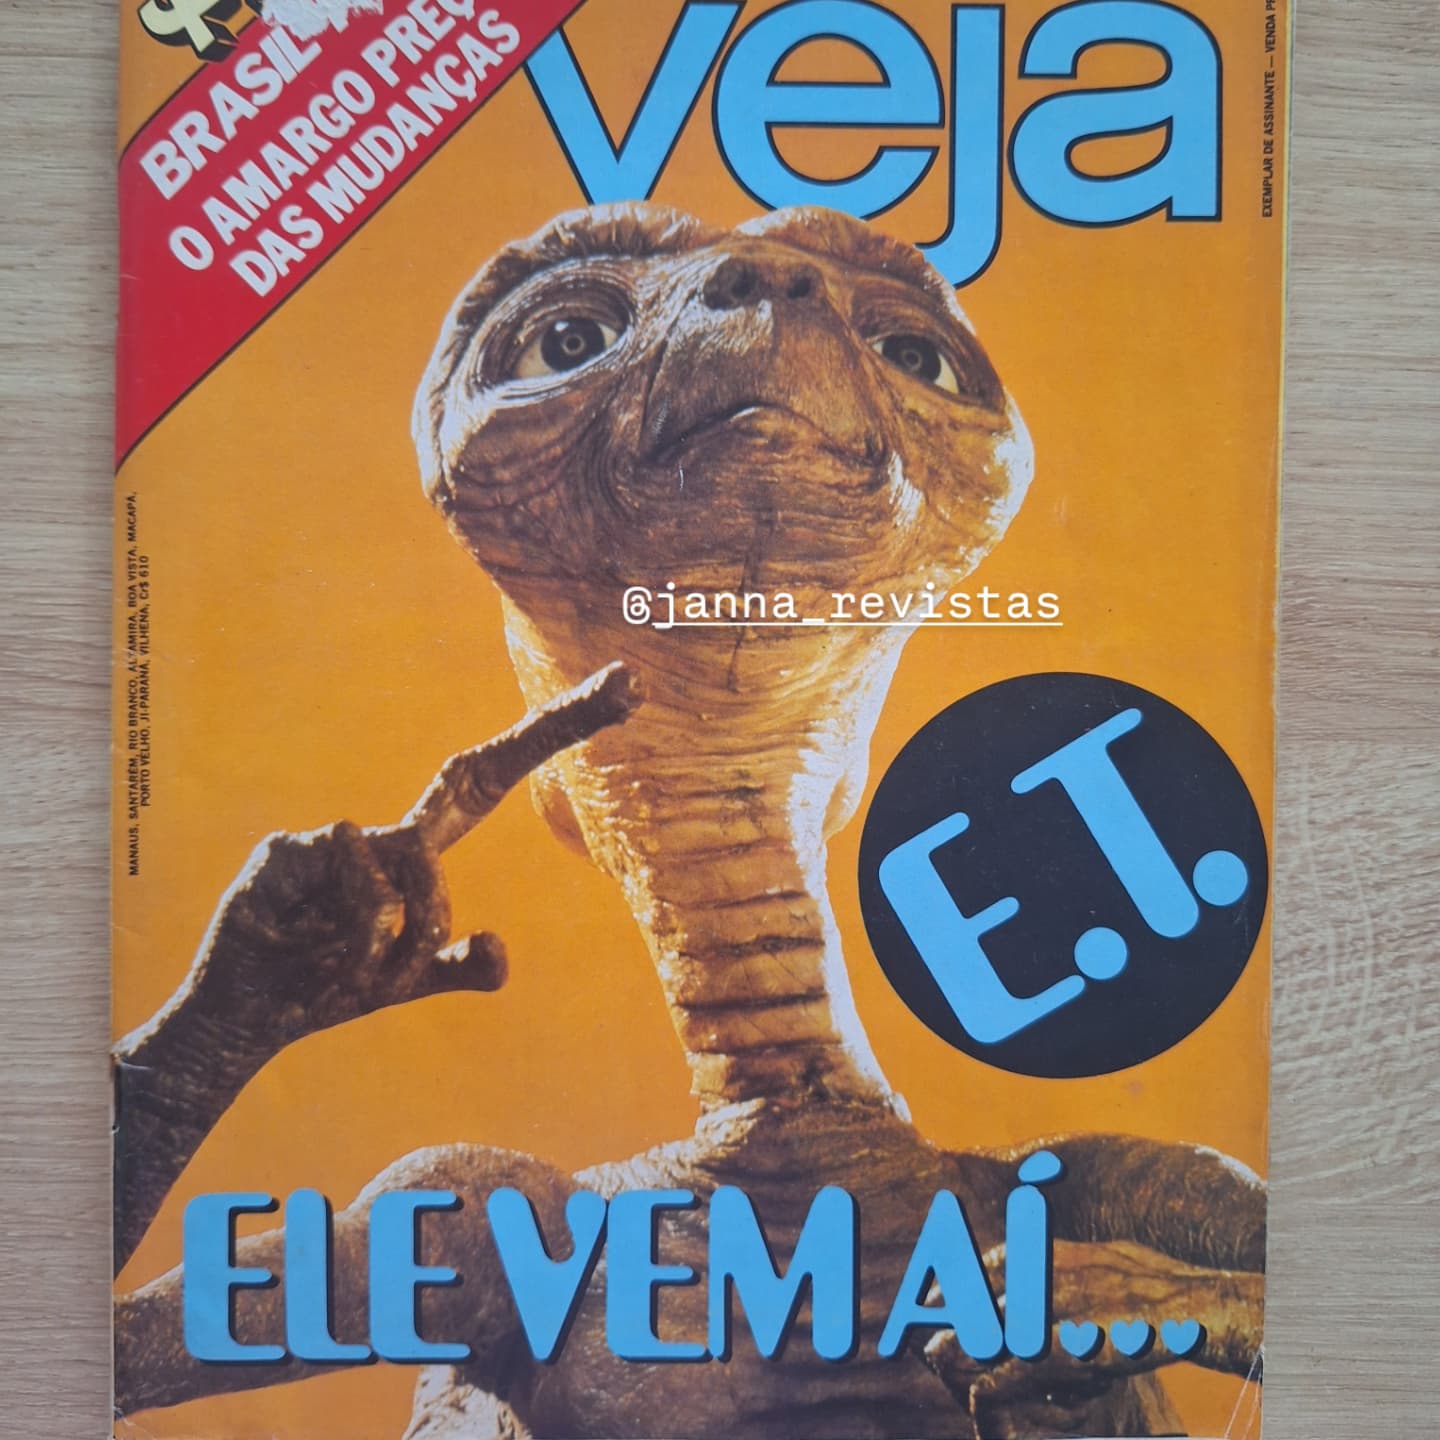 BRASIL
O AMARGO PREÇ
DAS MUDANÇAS
veja
EXEMPLAR DE ASSINANTE — VENDA
MANAUS, SANTARÉM, RIO BRANCO, ALTAMIRA, BOA VISTA, MACAPÁ,
PORTO VELHO, JI-PARANÁ, VILHENA, Cr$ 610
@janna_revistas
E.T.
ELE VEM AÍ...